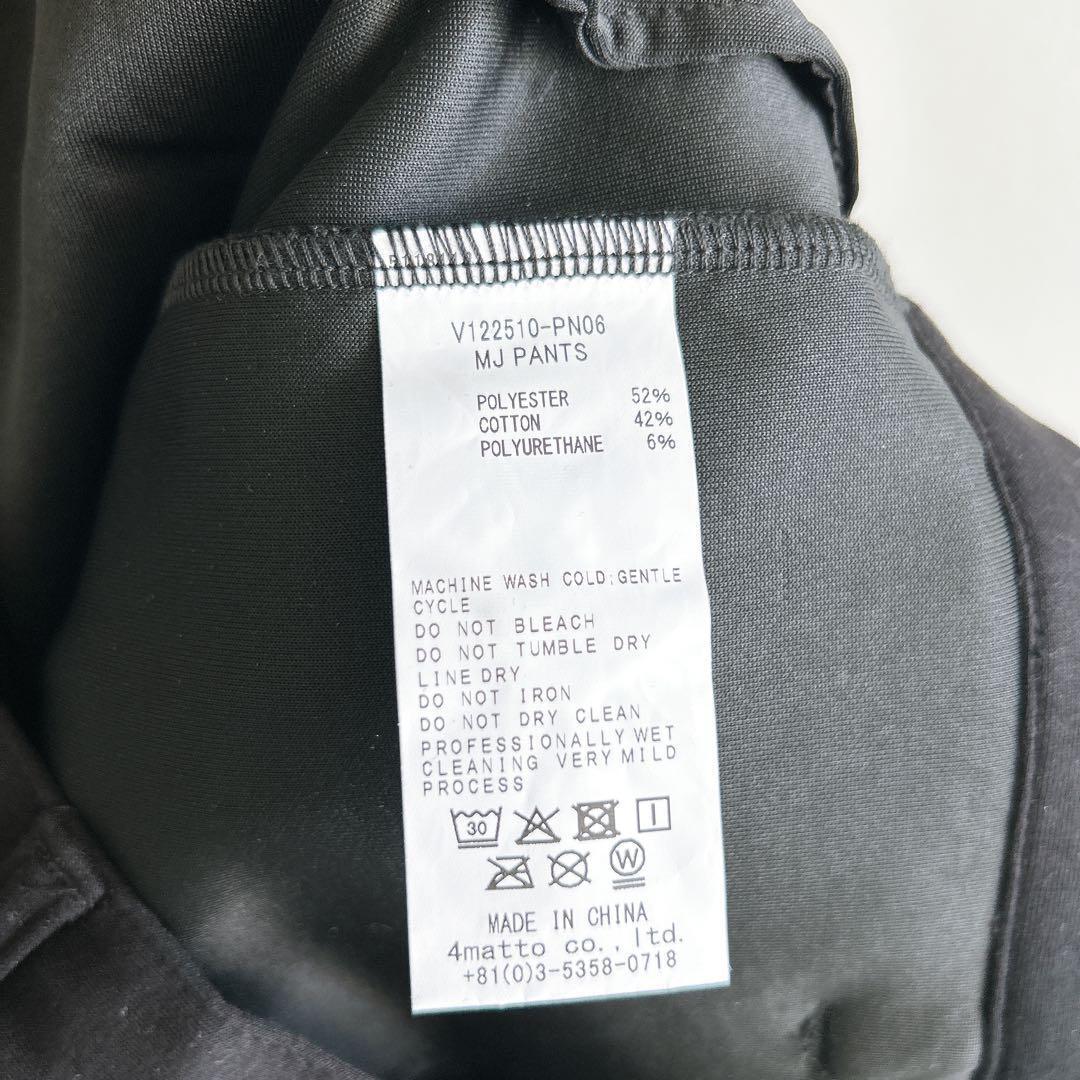 V122510-PN06
MJ PANTS
POLYESTER 52%
COTTON 42%
POLYURETHANE 6%
MACHINE WASH COLD;GENTLE
CYCLE
DO NOT BLEACH
DO NOT TUMBLE DRY
LINE DRY
DO NOT IRON
DO NOT DRY CLEAN
PROFESSIONALLY WET
CLEANING VERY MILD
PROCESS
30
W
MADE IN CHINA
4matto co., ltd.
+81(0)3-5358-0718